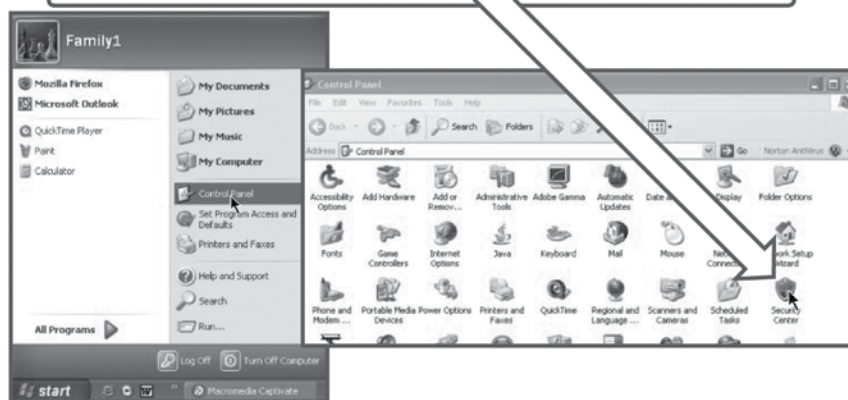 Family1
Mozilla Firefox
Microsoft Outlook
QuickTime Player
Paint
Calculator
All Programs
My Documents
My Pictures
My Music
My Computer
Control Panel
Set Program Access and
Defaults
Printers and Faxes
Help and Support
Search
Run...
Log Off
Turn Off Computer
start
Macromedia Captivate
Control Panel
File Edit View Favorites Tools Help
Back
Search
Folders
Address
Control Panel
Go
Norton AntiVirus
Accessibility
Options
Add Hardware
Add or
Remov...
Administrative
Tools
Adobe Gamma
Automatic
Updates
Date a
Display
Folder Options
Fonts
Game
Controllers
Internet
Options
Java
Keyboard
Mail
Mouse
Net
Connec
ork Setup
Wizard
Phone and
Modem ...
Portable Media
Devices
Power Options
Printers and
Faxes
QuickTime
Regional and
Language ...
Scanners and
Cameras
Scheduled
Tasks
Security
Center